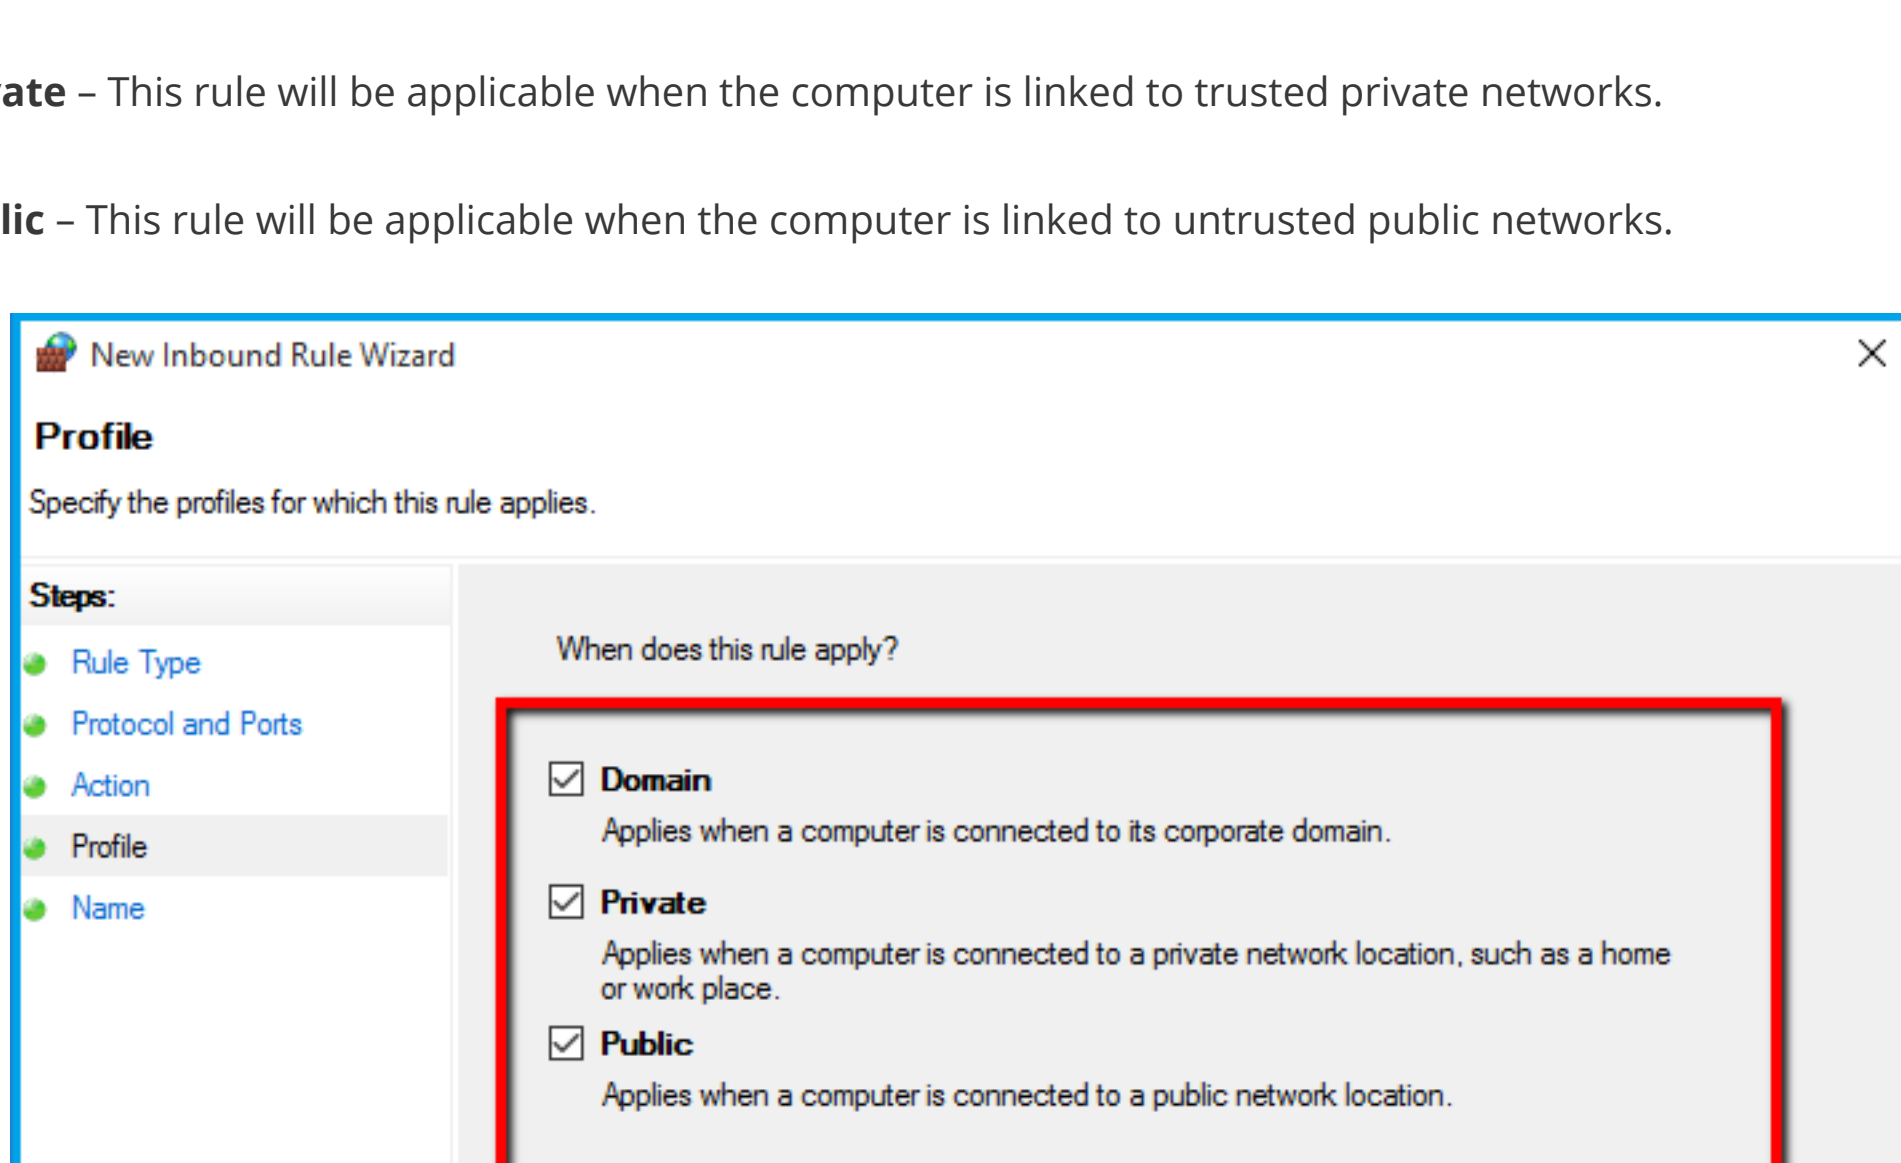 ate – This rule will be applicable when the computer is linked to trusted private networks.
lic – This rule will be applicable when the computer is linked to untrusted public networks.
New Inbound Rule Wizard
Profile
Specify the profiles for which this rule applies.
Steps:
Rule Type
Protocol and Ports
Action
Profile
Name
When does this rule apply?
Domain
Applies when a computer is connected to its corporate domain.
Private
Applies when a computer is connected to a private network location, such as a home
or work place.
Public
Applies when a computer is connected to a public network location.